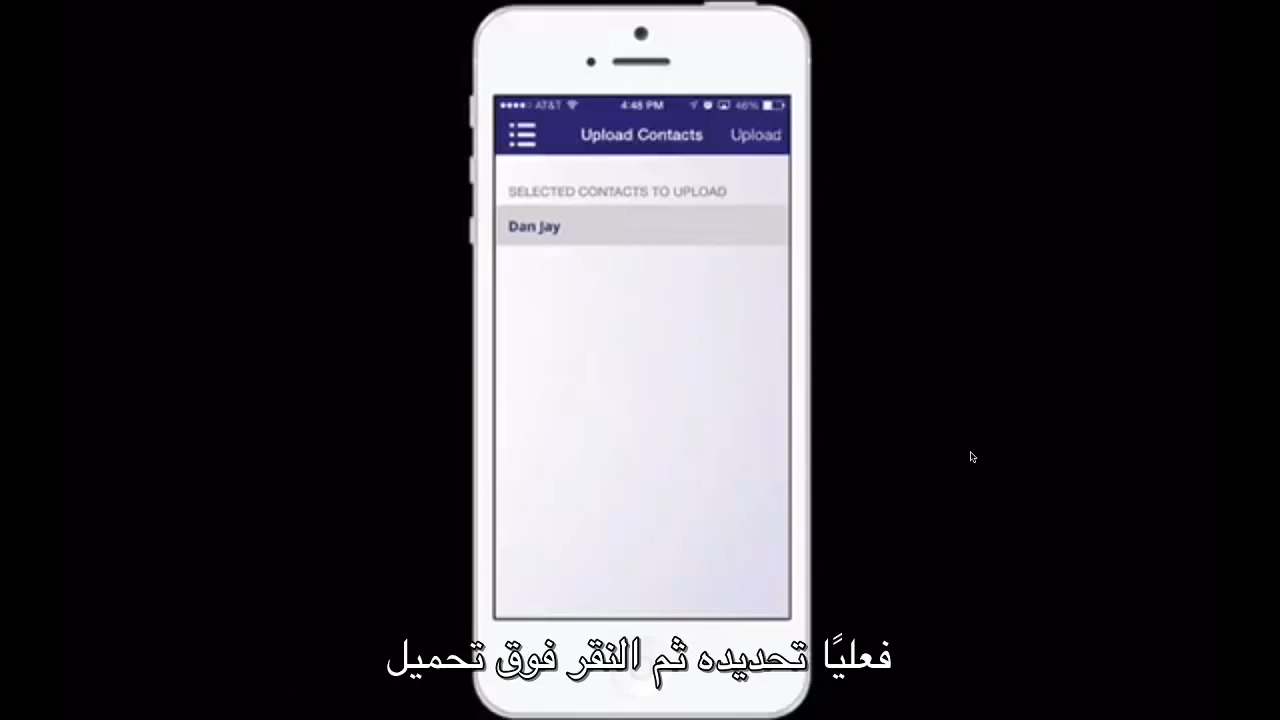 AT&T 4:48 PM 46%
Upload Contacts Upload
SELECTED CONTACTS TO UPLOAD
Dan Jay
فعليًا تحديده ثم النقر فوق تحميل